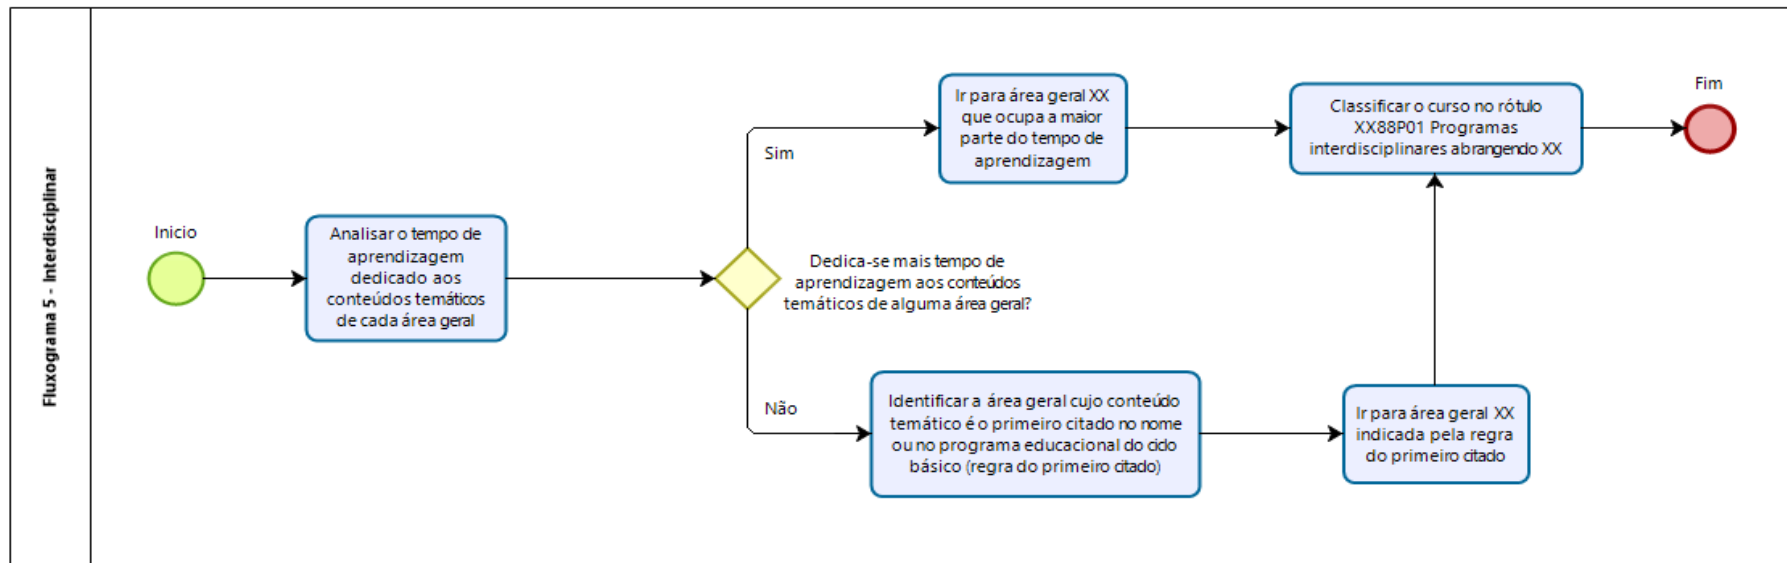 Fluxograma 5 - Interdisciplinar
Inicio
Analisar o tempo de
aprendizagem
dedicado aos
conteúdos temáticos
de cada área geral
Dedica-se mais tempo de
aprendizagem aos conteúdos
temáticos de alguma área geral?
Sim
Ir para área geral XX
que ocupa a maior
parte do tempo de
aprendizagem
Classificar o curso no rótulo
XX88P01 Programas
interdisciplinares abrangendo XX
Fim
Não
Identificar a área geral cujo conteúdo
temático é o primeiro citado no nome
ou no programa educacional do ciclo
básico (regra do primeiro citado)
Ir para área geral XX
indicada pela regra
do primeiro citado